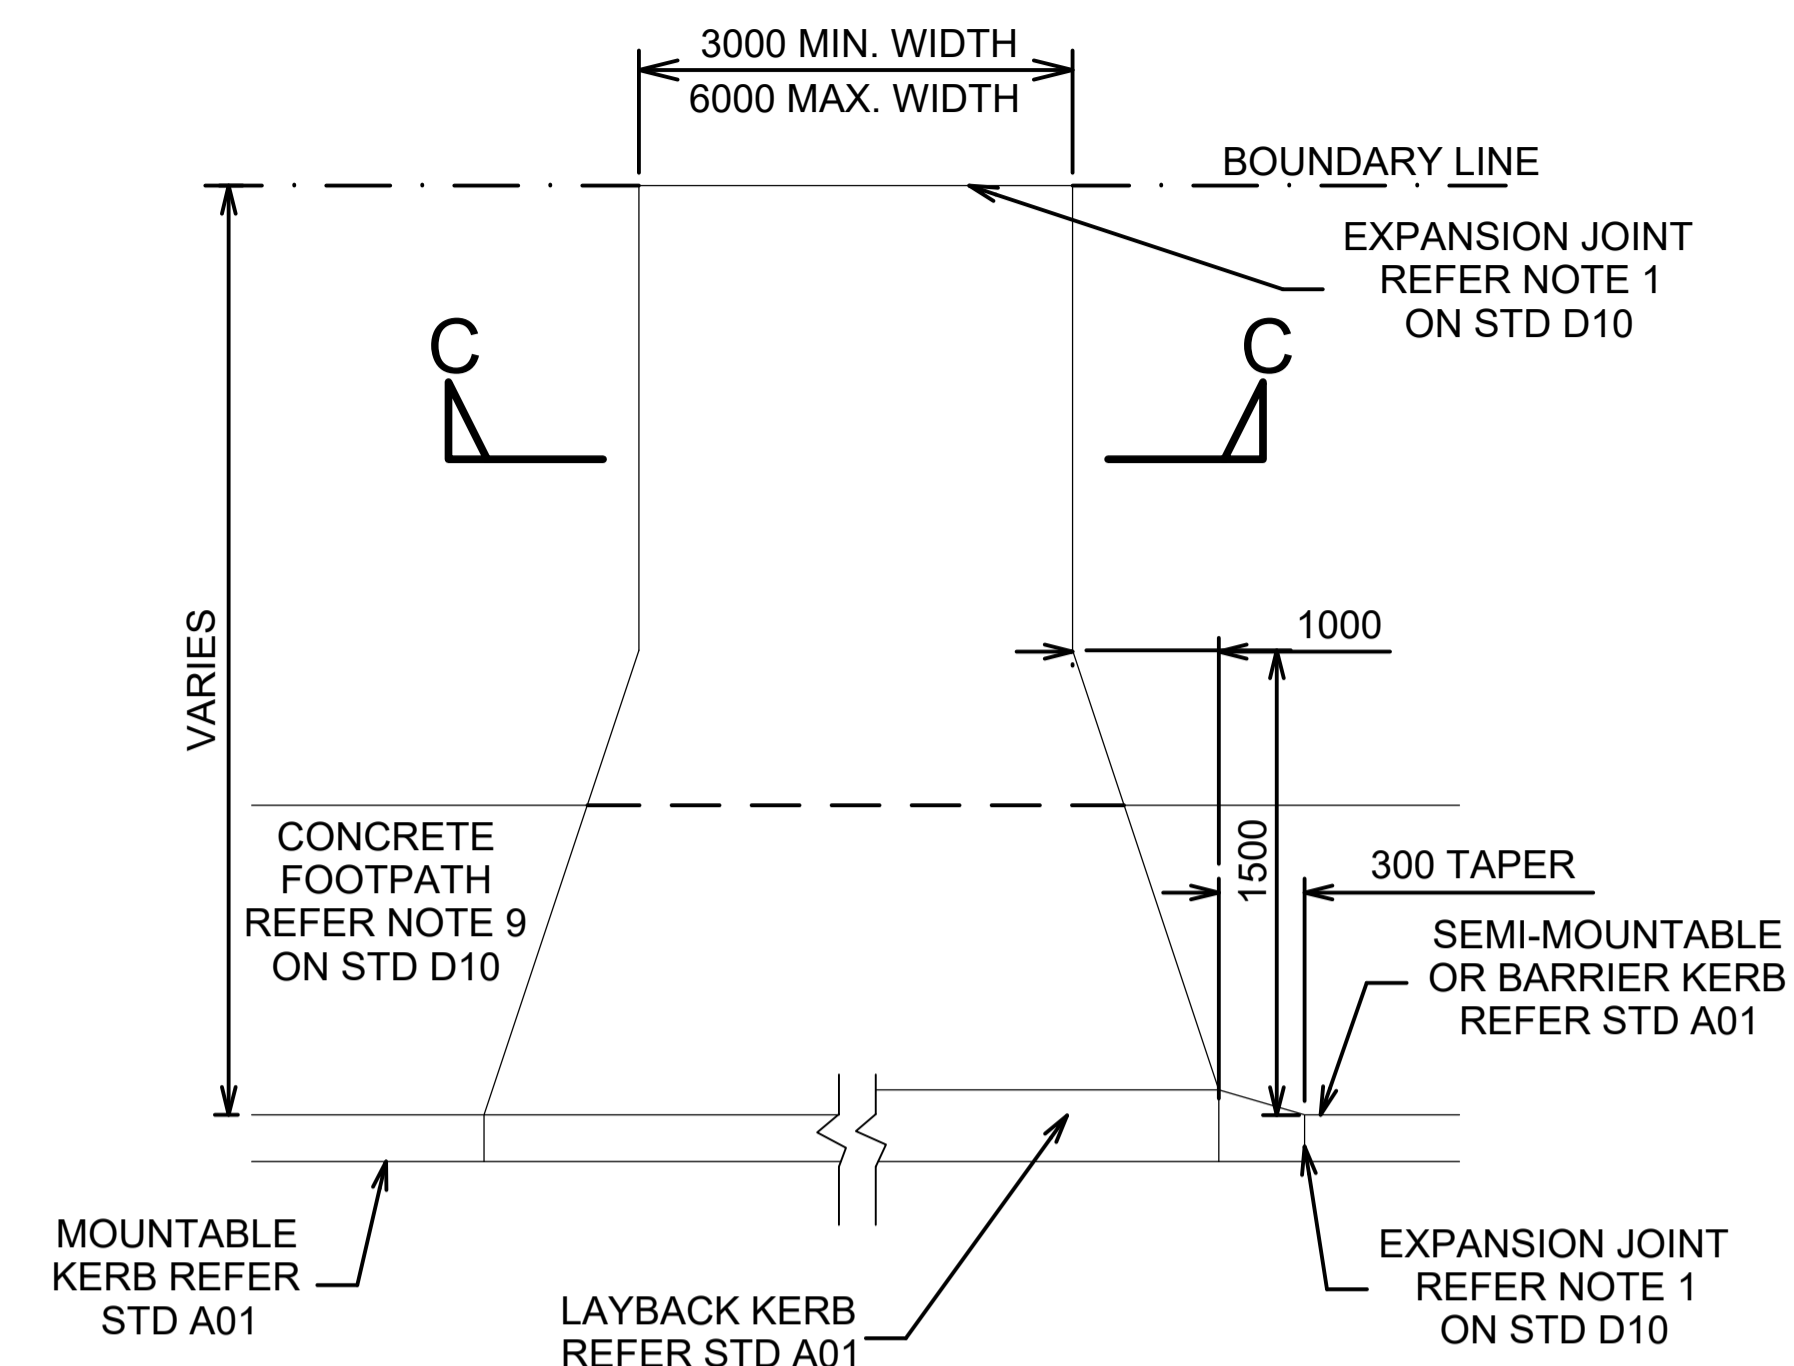 3000 MIN. WIDTH
6000 MAX. WIDTH
BOUNDARY LINE
EXPANSION JOINT
REFER NOTE 1
ON STD D10
C
C
1000
VARIES
CONCRETE
FOOTPATH
REFER NOTE 9
ON STD D10
1500
300 TAPER
SEMI-MOUNTABLE
OR BARRIER KERB
REFER STD A01
MOUNTABLE
KERB REFER
STD A01
LAYBACK KERB
REFER STD A01
EXPANSION JOINT
REFER NOTE 1
ON STD D10